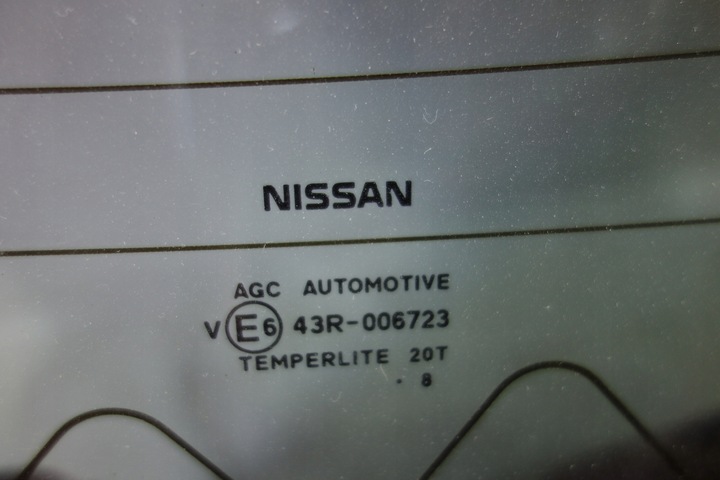 NISSAN
AGC AUTOMOTIVE
V E6 43R-006723
TEMPERLITE 20T
. 8